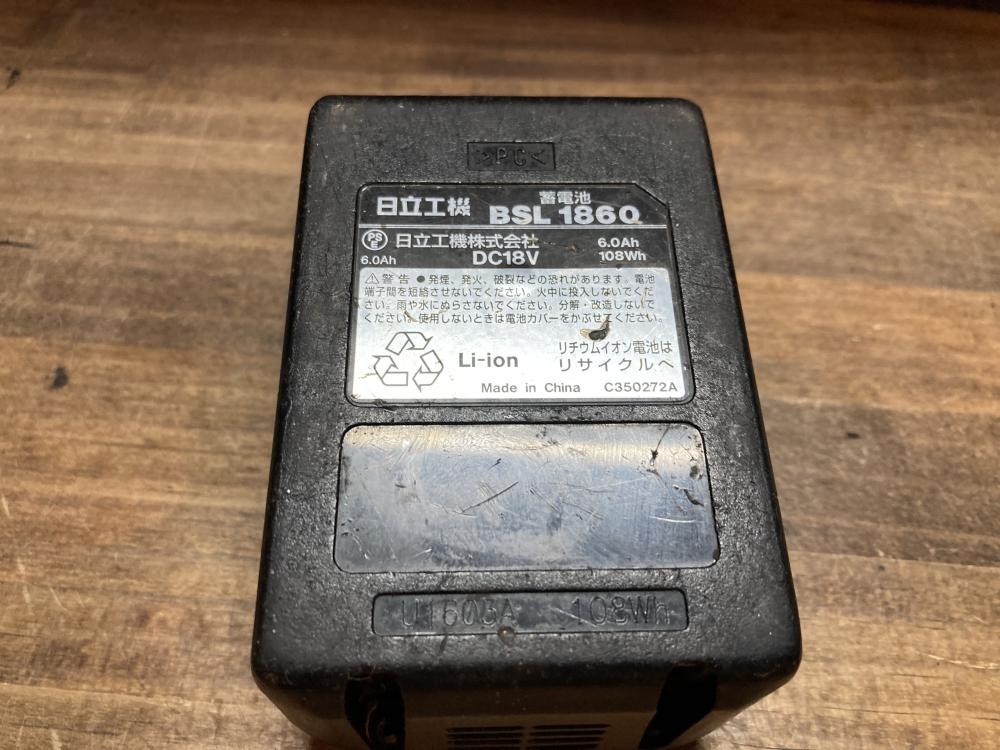 >PC<
日立工機 蓄電池 BSL 1860
PSE 日立工機株式会社 6.0Ah
6.0Ah DC18V 108Wh
⚠警告 ●発煙、発火、破裂などの恐れがあります。電池
端子間を短絡させないでください。火中に投入しないでくだ
さい。雨や水にぬらさないでください。分解・改造しないで
ください。使用しないときは電池カバーをかぶせてください。
Li-ion リチウムイオン電池は
リサイクルへ
Made in China C350272A
U1603A 108Wh